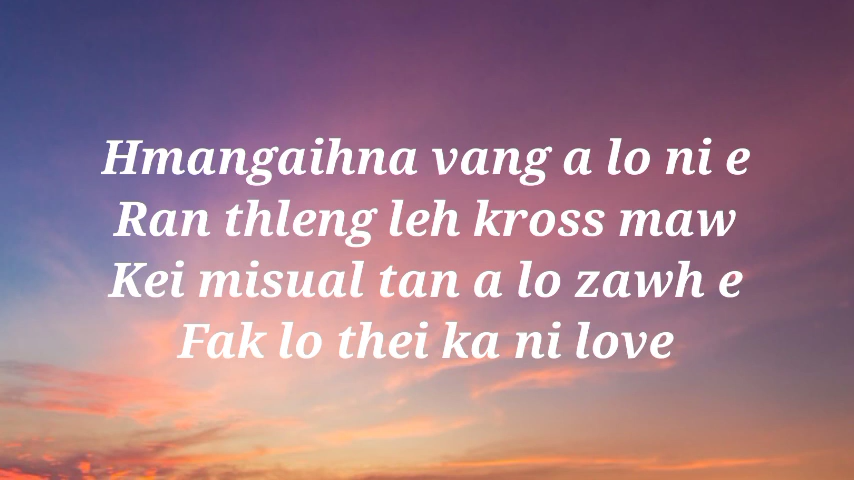 Hmangaihna vang a lo ni e
Ran thleng leh kross maw
Kei misual tan a lo zawh e
Fak lo thei ka ni love